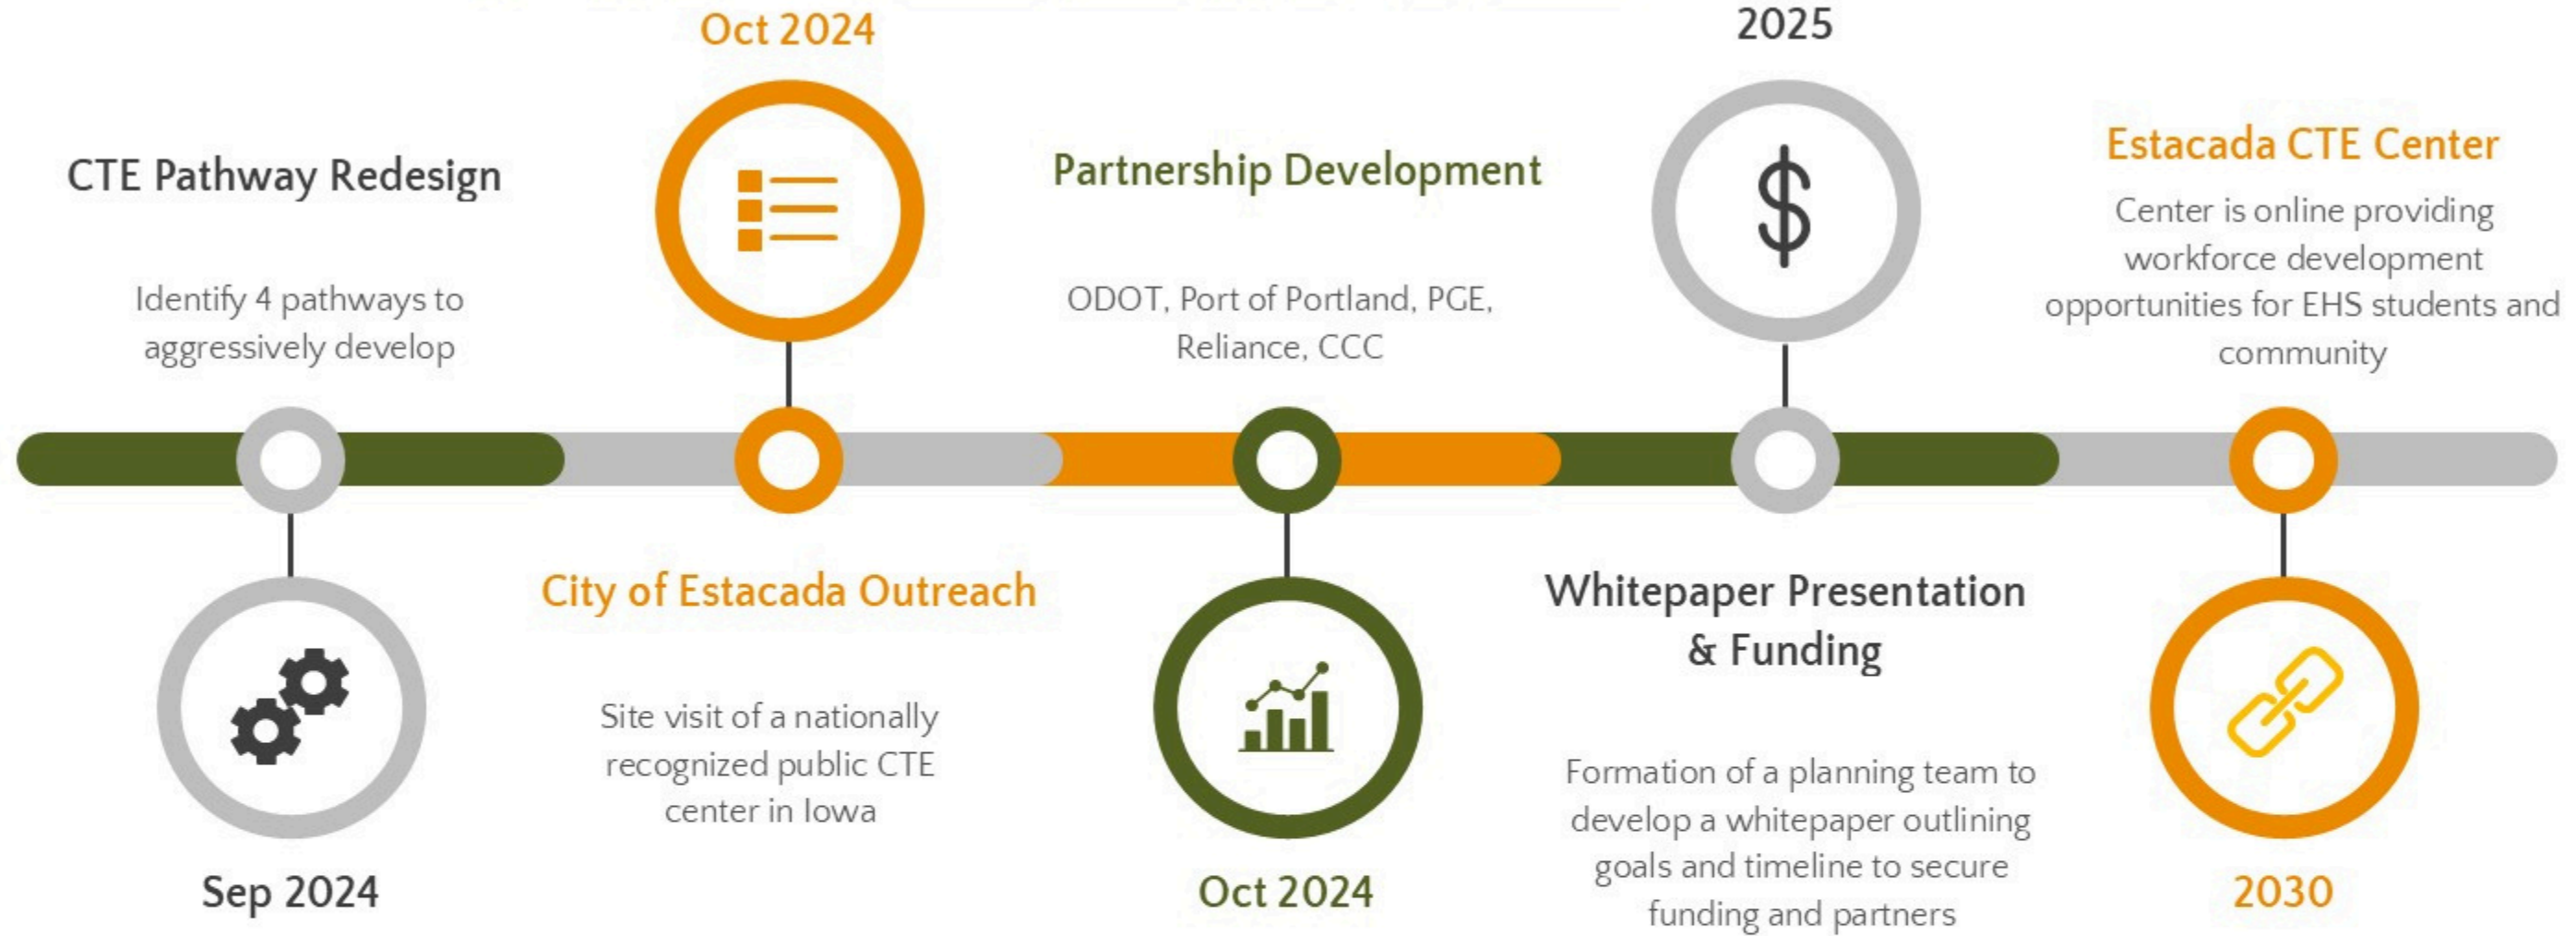 CTE Pathway Redesign
Identify 4 pathways to
aggressively develop
Sep 2024
Oct 2024
City of Estacada Outreach
Site visit of a nationally
recognized public CTE
center in Iowa
Partnership Development
ODOT, Port of Portland, PGE,
Reliance, CCC
Oct 2024
2025
Whitepaper Presentation
& Funding
Formation of a planning team to
develop a whitepaper outlining
goals and timeline to secure
funding and partners
Estacada CTE Center
Center is online providing
workforce development
opportunities for EHS students and
community
2030